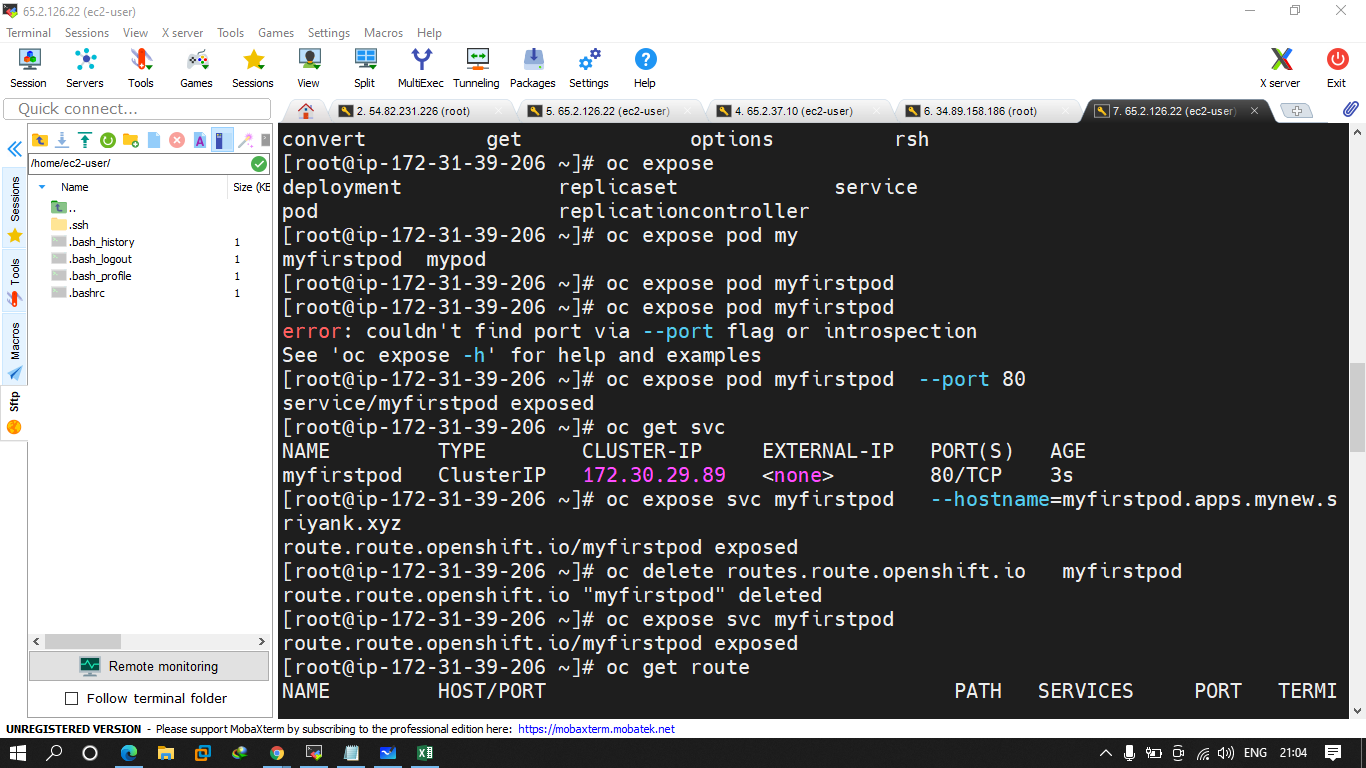 65.2.126.22 (ec2-user)
Terminal Sessions View X server Tools Games Settings Macros Help
Session Servers Tools Games Sessions View Split MultiExec Tunneling Packages Settings Help X server Exit
Quick connect...
2. 54.82.231.226 (root) 5. 65.2.126.22 (ec2-user) 4. 65.2.37.10 (ec2-user) 6. 34.89.158.186 (root) 7. 65.2.126.22 (ec2-user)
/home/ec2-user/
Name Size (KB
..
.ssh
.bash_history 1
.bash_logout 1
.bash_profile 1
.bashrc 1
Sessions
Tools
Macros
Sftp
Remote monitoring
Follow terminal folder
convert get options rsh
[root@ip-172-31-39-206 ~]# oc expose
deployment replicaset service
pod replicationcontroller
[root@ip-172-31-39-206 ~]# oc expose pod my
myfirstpod mypod
[root@ip-172-31-39-206 ~]# oc expose pod myfirstpod
[root@ip-172-31-39-206 ~]# oc expose pod myfirstpod
error: couldn't find port via --port flag or introspection
See 'oc expose -h' for help and examples
[root@ip-172-31-39-206 ~]# oc expose pod myfirstpod --port 80
service/myfirstpod exposed
[root@ip-172-31-39-206 ~]# oc get svc
NAME TYPE CLUSTER-IP EXTERNAL-IP PORT(S) AGE
myfirstpod ClusterIP 172.30.29.89 <none> 80/TCP 3s
[root@ip-172-31-39-206 ~]# oc expose svc myfirstpod --hostname=myfirstpod.apps.mynew.s
riyank.xyz
route.route.openshift.io/myfirstpod exposed
[root@ip-172-31-39-206 ~]# oc delete routes.route.openshift.io myfirstpod
route.route.openshift.io "myfirstpod" deleted
[root@ip-172-31-39-206 ~]# oc expose svc myfirstpod
route.route.openshift.io/myfirstpod exposed
[root@ip-172-31-39-206 ~]# oc get route
NAME HOST/PORT PATH SERVICES PORT TERMI
UNREGISTERED VERSION - Please support MobaXterm by subscribing to the professional edition here: https://mobaxterm.mobatek.net
ENG 21:04